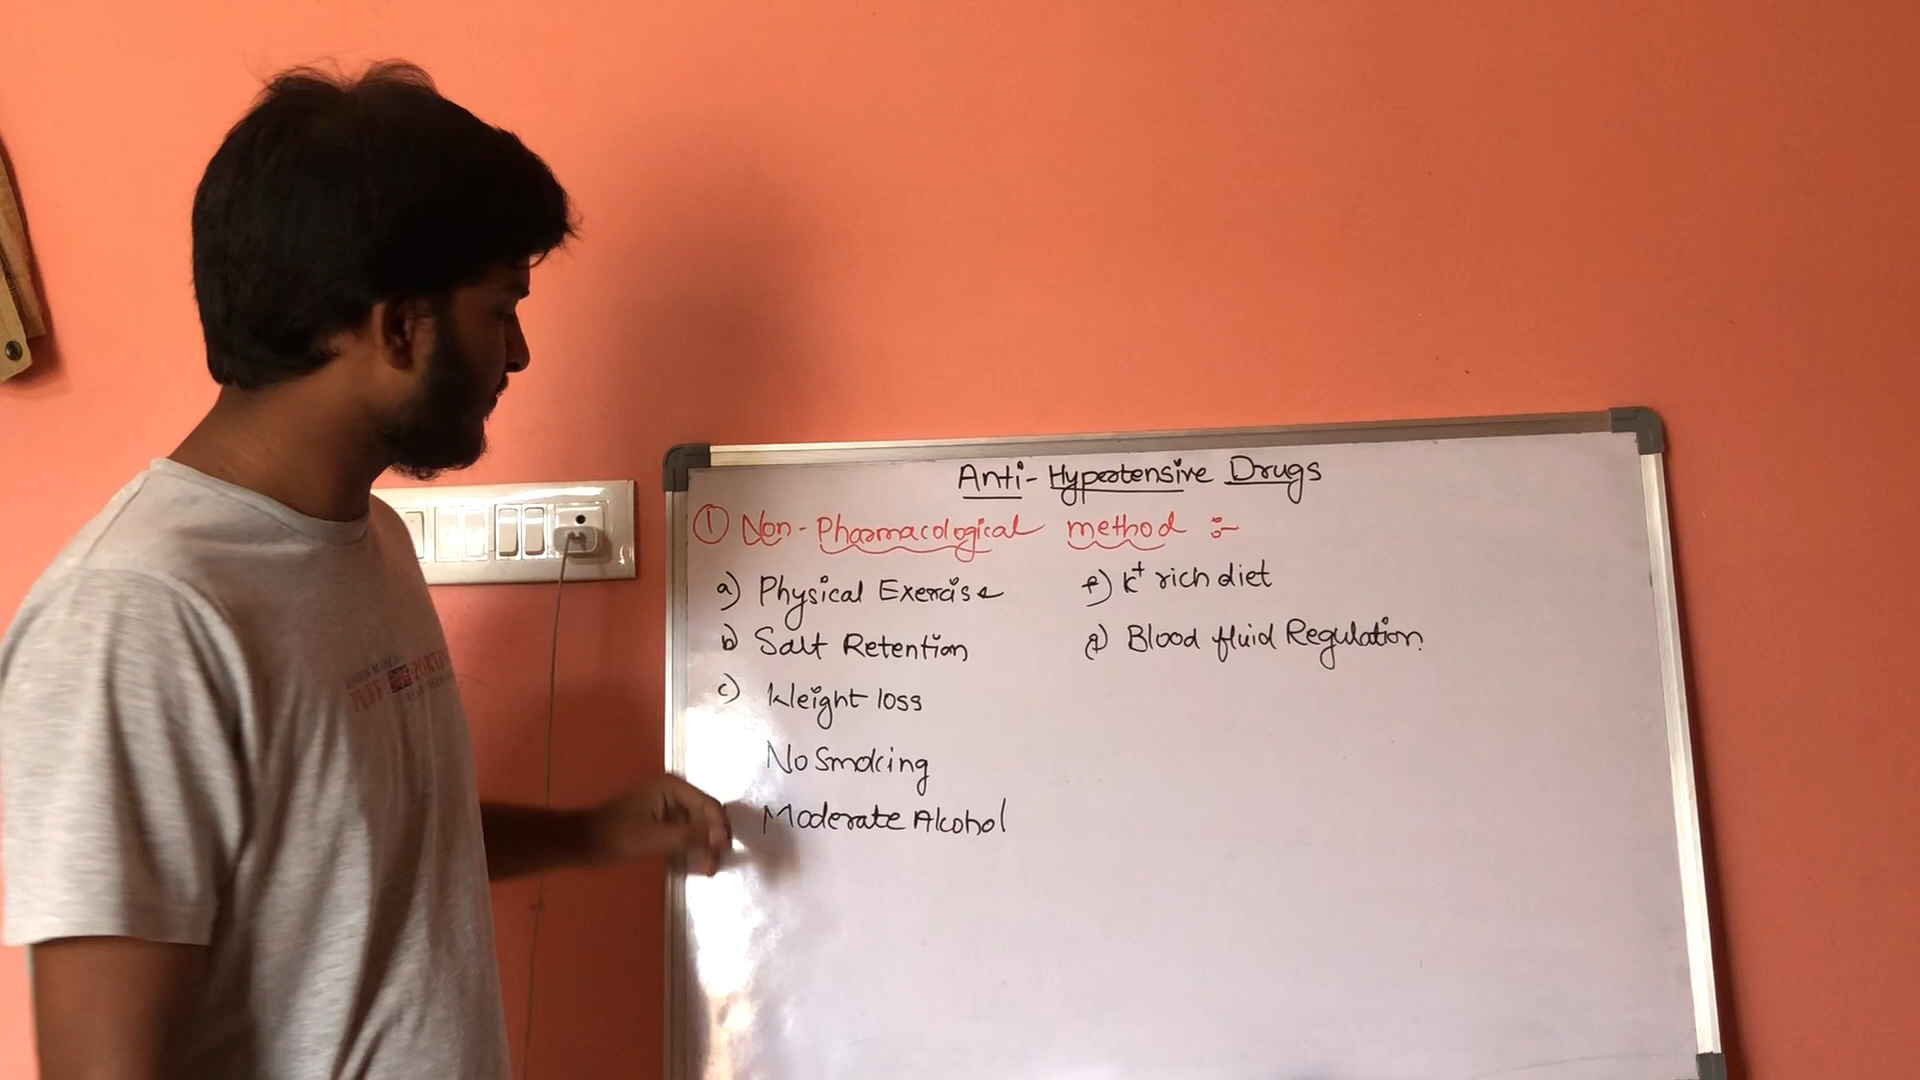 Anti-Hypertensive Drugs
① Non-Pharmacological method :-
a) Physical Exercise
b) Salt Retention
c) Weight loss
No Smoking
Moderate Alcohol
f) K⁺ rich diet
g) Blood fluid Regulation.